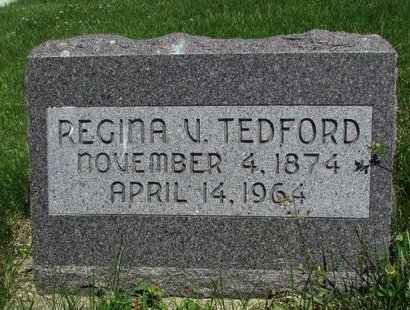 REGINA V. TEDFORD
NOVEMBER 4, 1874
APRIL 14, 1964